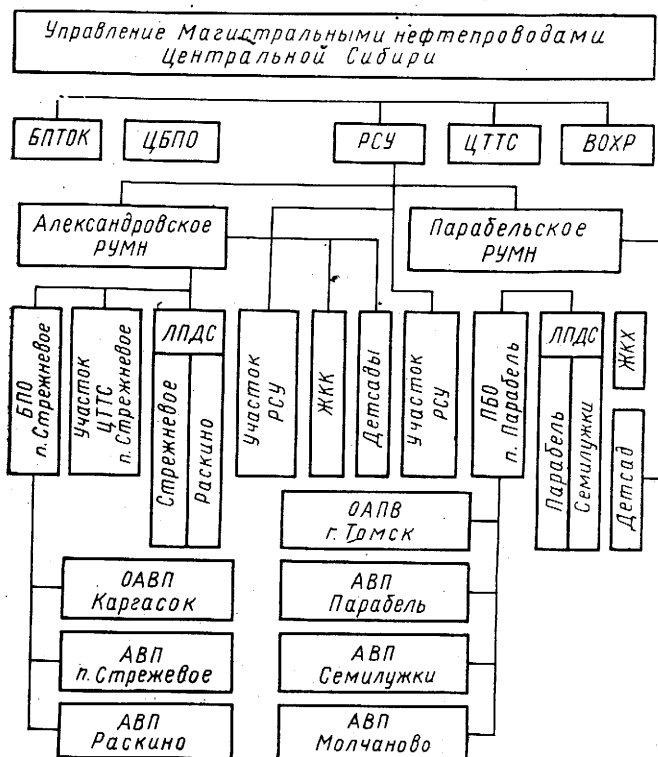 Управление Магистральными нефтепроводами
Центральной Сибири
БПТОК
ЦБПО
РСУ
ЦТТС
ВОХР
Александровское
РУМН
Парабельское
РУМН
БПО
п. Стрежневое
Участок
ЦТТС
п. Стрежневое
ЛПДС
Стрежневое
Раскино
Участок
РСУ
ЖКК
Детсады
Участок
РСУ
ПБО
п. Парабель
ЛПДС
Парабель
Семилужки
ЖКХ
Детсад
ОАПВ
г. Трмск
ОАВП
Каргасок
АВП
Парабель
АВП
п. Стрежевое
АВП
Семилужки
АВП
Раскино
АВП
Молчаново